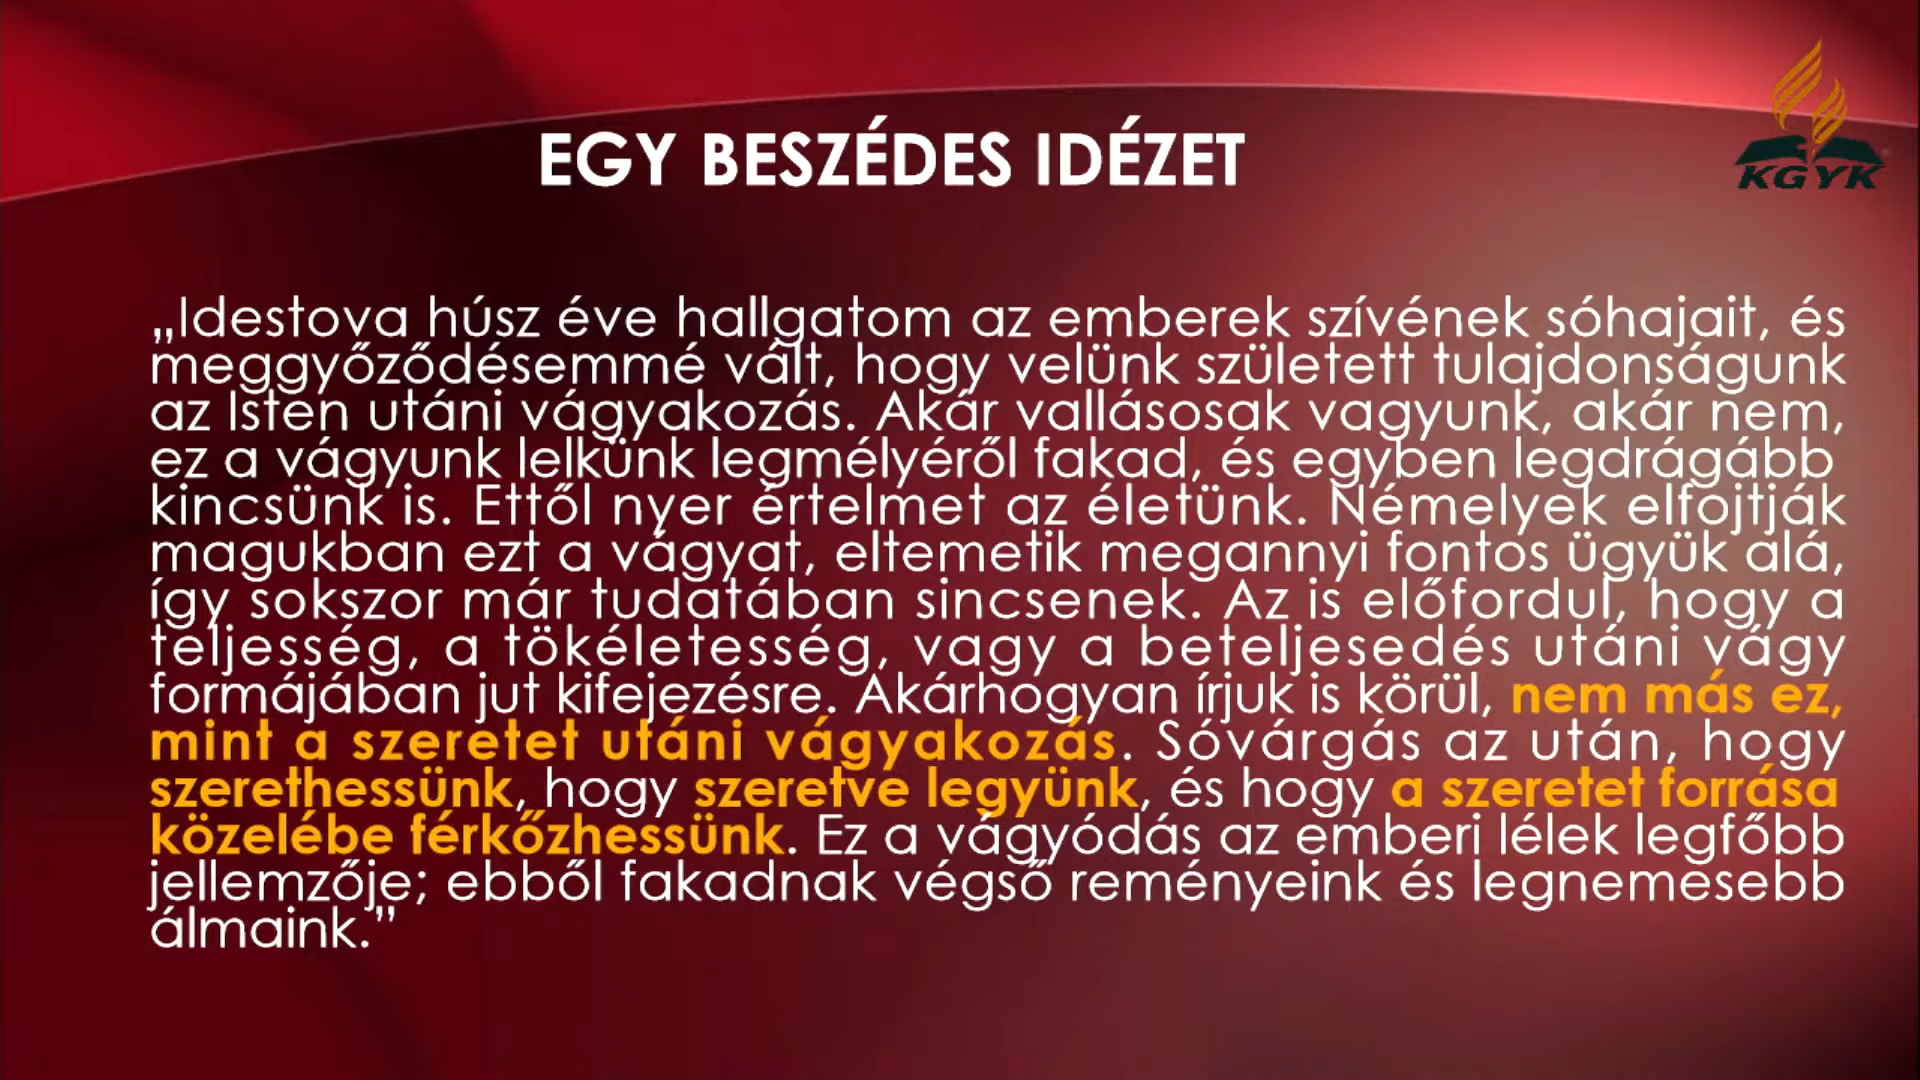 EGY BESZÉDES IDÉZET
KGYK
„Idestova húsz éve hallgatom az emberek szívének sóhajait, és
meggyőződésemmé vált, hogy velünk született tulajdonságunk
az Isten utáni vágyakozás. Akár vallásosak vagyunk, akár nem,
ez a vágyunk lelkünk legmélyéről fakad, és egyben legdrágább
kincsünk is. Ettől nyer értelmet az életünk. Némelyek elfojtják
magukban ezt a vágyat, eltemetik megannyi fontos ügyük alá,
így sokszor már tudatában sincsenek. Az is előfordul, hogy a
teljesség, a tökéletesség, vagy a beteljesedés utáni vágy
formájában jut kifejezésre. Akárhogyan írjuk is körül, nem más ez,
mint a szeretet utáni vágyakozás. Sóvárgás az után, hogy
szerethessünk, hogy szeretve legyünk, és hogy a szeretet forrása
közelébe férkőzhessünk. Ez a vágyódás az emberi lélek legfőbb
jellemzője; ebből fakadnak végső reményeink és legnemesebb
álmaink.”